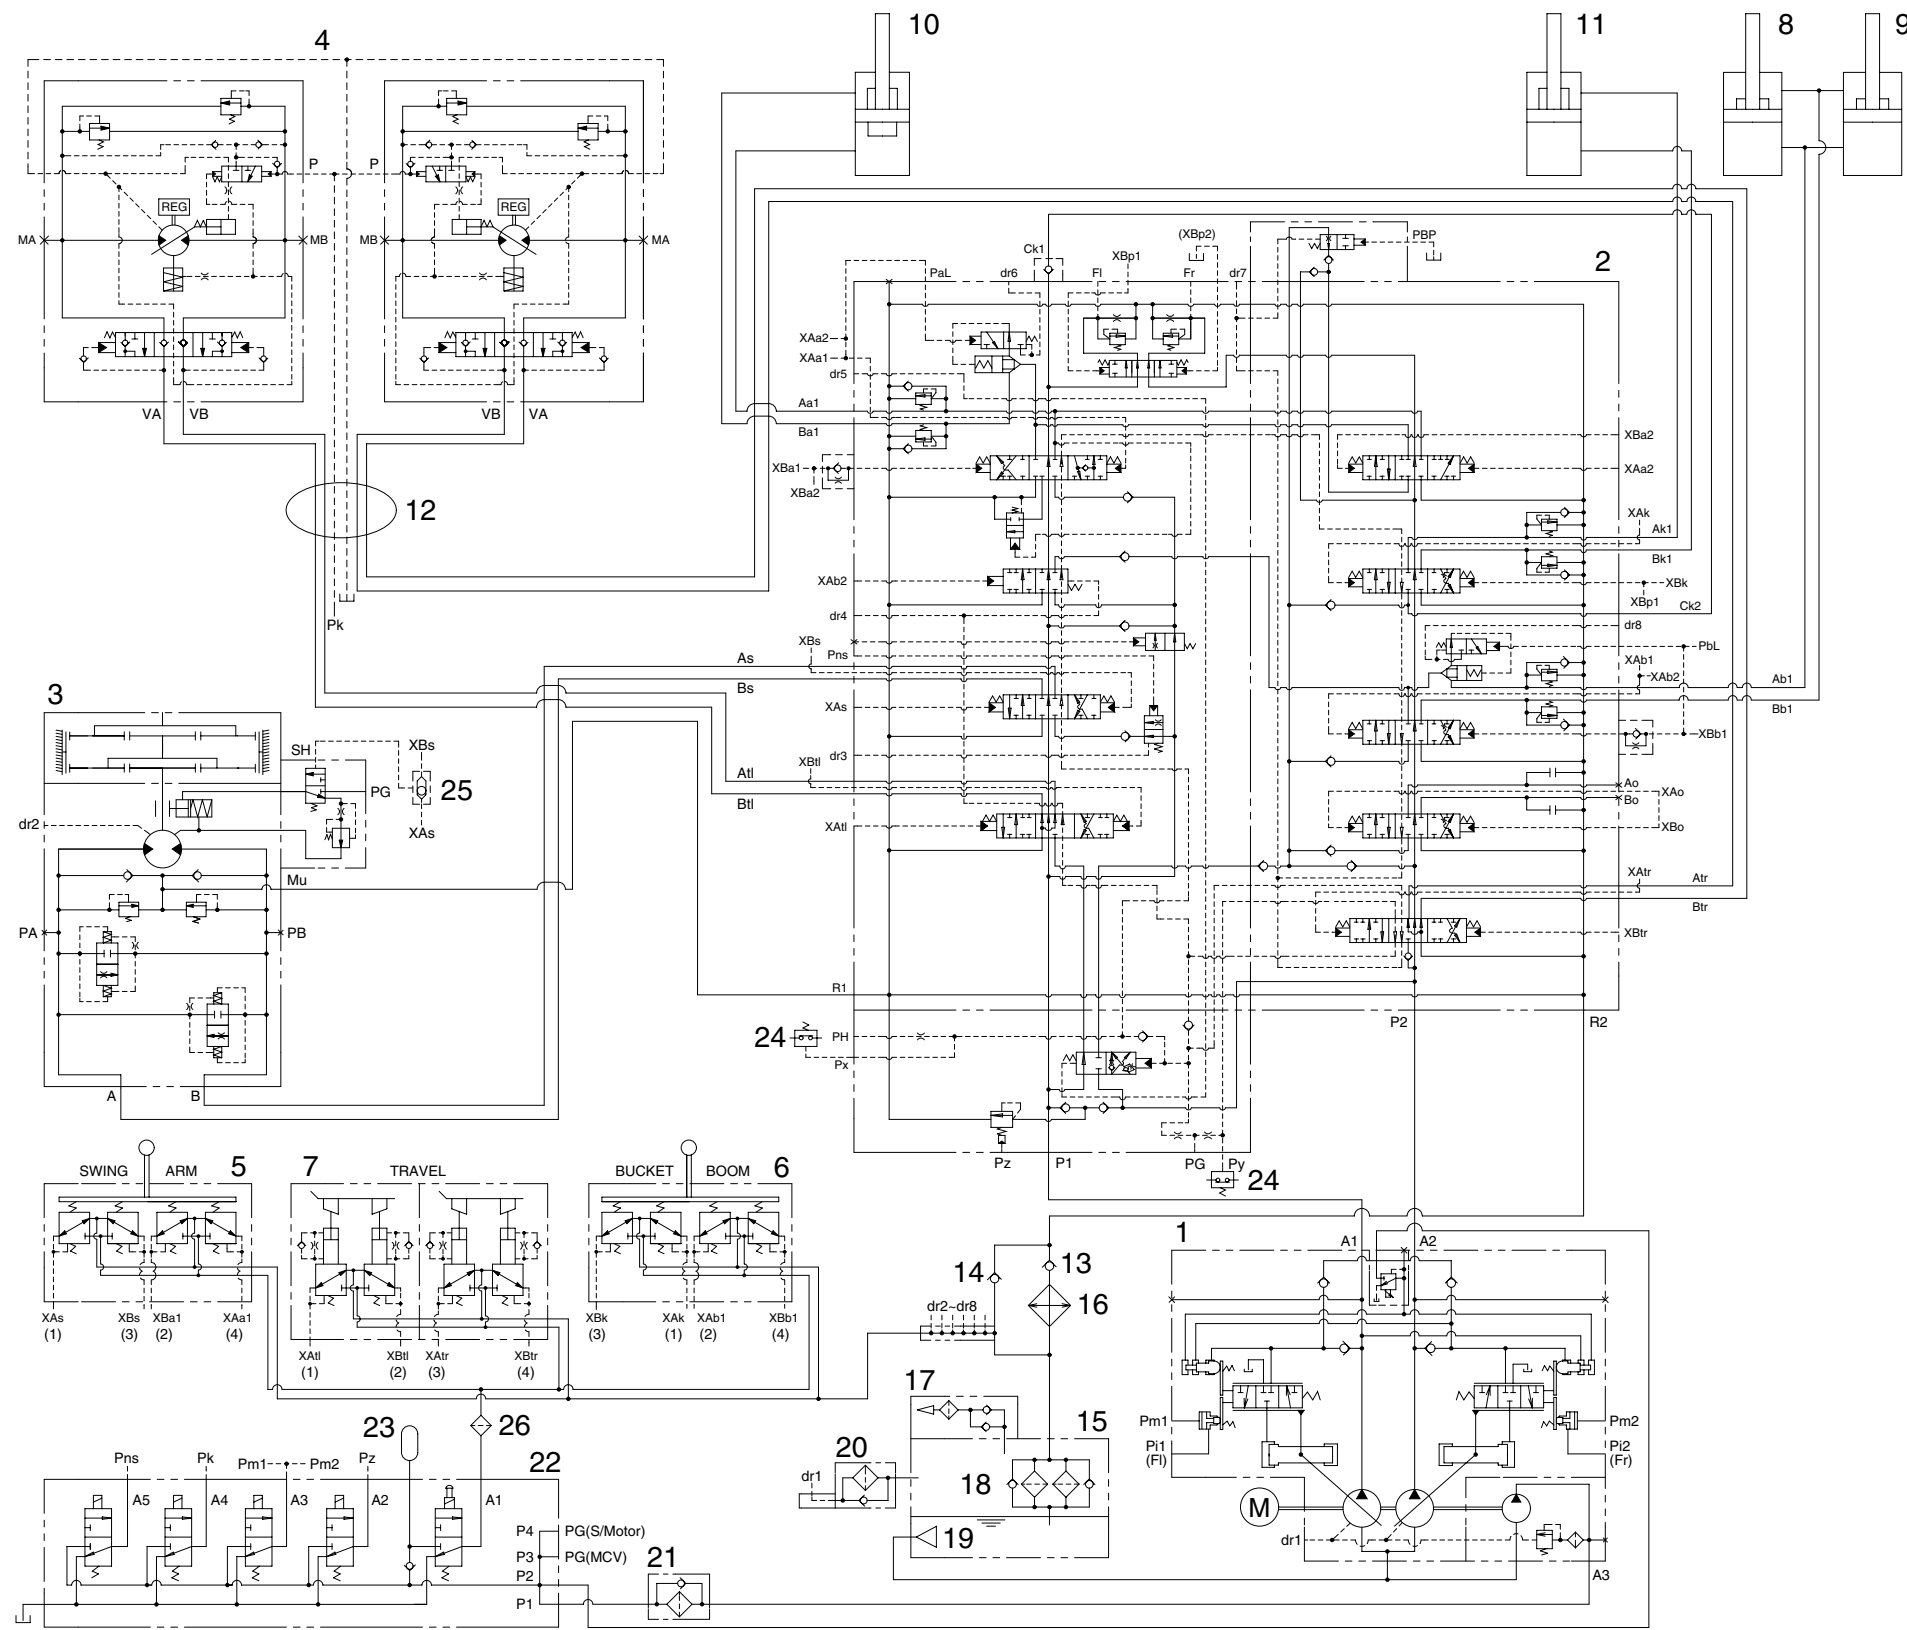 10
11
8
9
4
P
P
REG
REG
MA
MB
MB
MA
VA
VB
VB
VA
12
Pk
2
(XBp2)
PBP
Ck1
XBp1
PaL
dr6
Fl
Fr
dr7
XAa2
XAa1
dr5
Aa1
Ba1
XBa1
XBa2
XAb2
dr4
XBs
Pns
As
Bs
XAs
dr3
XBtl
Atl
Btl
XAtl
XBa2
XAa2
XAk
Ak1
Bk1
XBk
XBp1
Ck2
dr8
PbL
XAb1
XAb2
Ab1
Bb1
XBb1
Ao
XAo
Bo
XBo
XAtr
Atr
Btr
XBtr
R1
P2
R2
24
PH
Px
Pz
P1
PG
Py
24
3
SH
XBs
PG
25
XAs
dr2
Mu
PA
PB
A
B
SWING
ARM
5
7
TRAVEL
BUCKET
BOOM
6
XAs
(1)
XBs
(3)
XBa1
(2)
XAa1
(4)
XAtl
(1)
XBtl
(2)
XAtr
(3)
XBtr
(4)
XBk
(3)
XAk
(1)
XAb1
(2)
XBb1
(4)
14
13
16
dr2~dr8
17
15
20
dr1
18
19
1
A1
A2
Pm1
Pi1
(Fl)
Pm2
Pi2
(Fr)
M
dr1
A3
23
26
22
Pns
Pk
Pm1
Pm2
Pz
A5
A4
A3
A2
A1
P4
PG(S/Motor)
P3
PG(MCV)
P2
P1
21